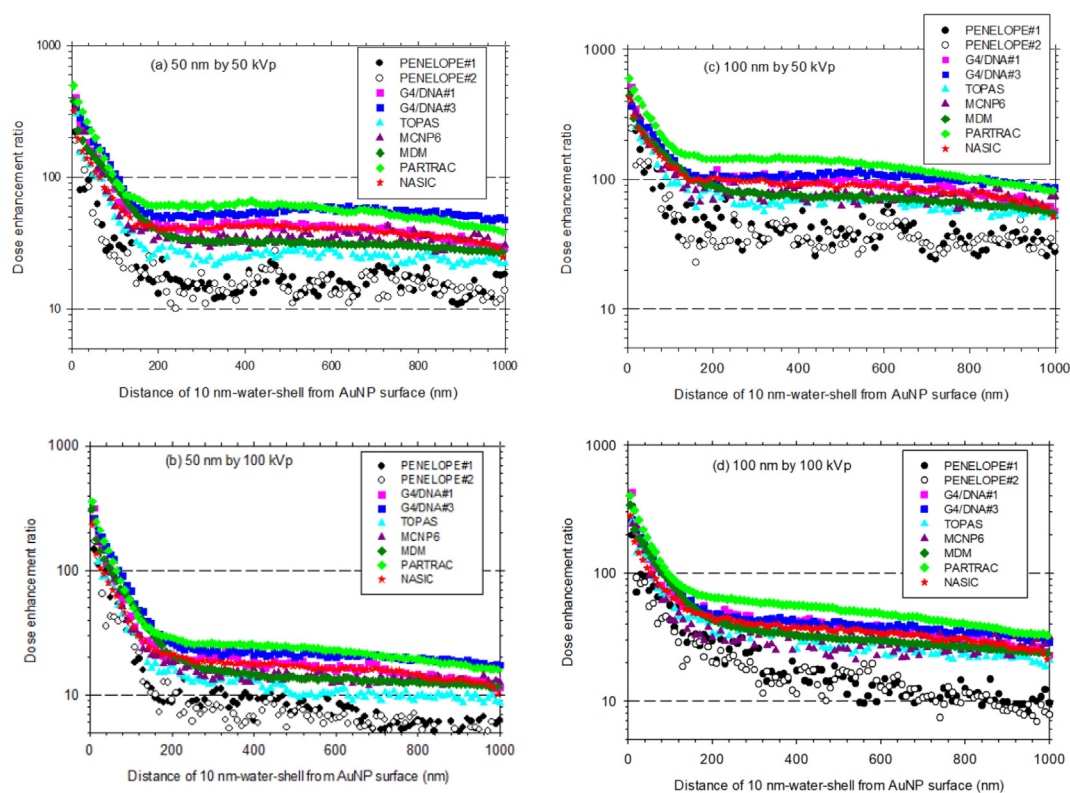 (a) 50 nm by 50 kVp
Dose enhancement ratio
1000
100
10
0
200
400
600
800
1000
Distance of 10 nm-water-shell from AuNP surface (nm)
PENELOPE#1
PENELOPE#2
G4/DNA#1
G4/DNA#3
TOPAS
MCNP6
MDM
PARTRAC
NASIC
(c) 100 nm by 50 kVp
Dose enhancement ratio
1000
100
10
0
200
400
600
800
1000
Distance of 10 nm-water-shell from AuNP surface (nm)
PENELOPE#1
PENELOPE#2
G4/DNA#1
G4/DNA#3
TOPAS
MCNP6
MDM
PARTRAC
NASIC
(b) 50 nm by 100 kVp
Dose enhancement ratio
1000
100
10
0
200
400
600
800
1000
Distance of 10 nm-water-shell from AuNP surface (nm)
PENELOPE#1
PENELOPE#2
G4/DNA#1
G4/DNA#3
TOPAS
MCNP6
MDM
PARTRAC
NASIC
(d) 100 nm by 100 kVp
Dose enhancement ratio
1000
100
10
0
200
400
600
800
1000
Distance of 10 nm-water-shell from AuNP surface (nm)
PENELOPE#1
PENELOPE#2
G4/DNA#1
G4/DNA#3
TOPAS
MCNP6
MDM
PARTRAC
NASIC